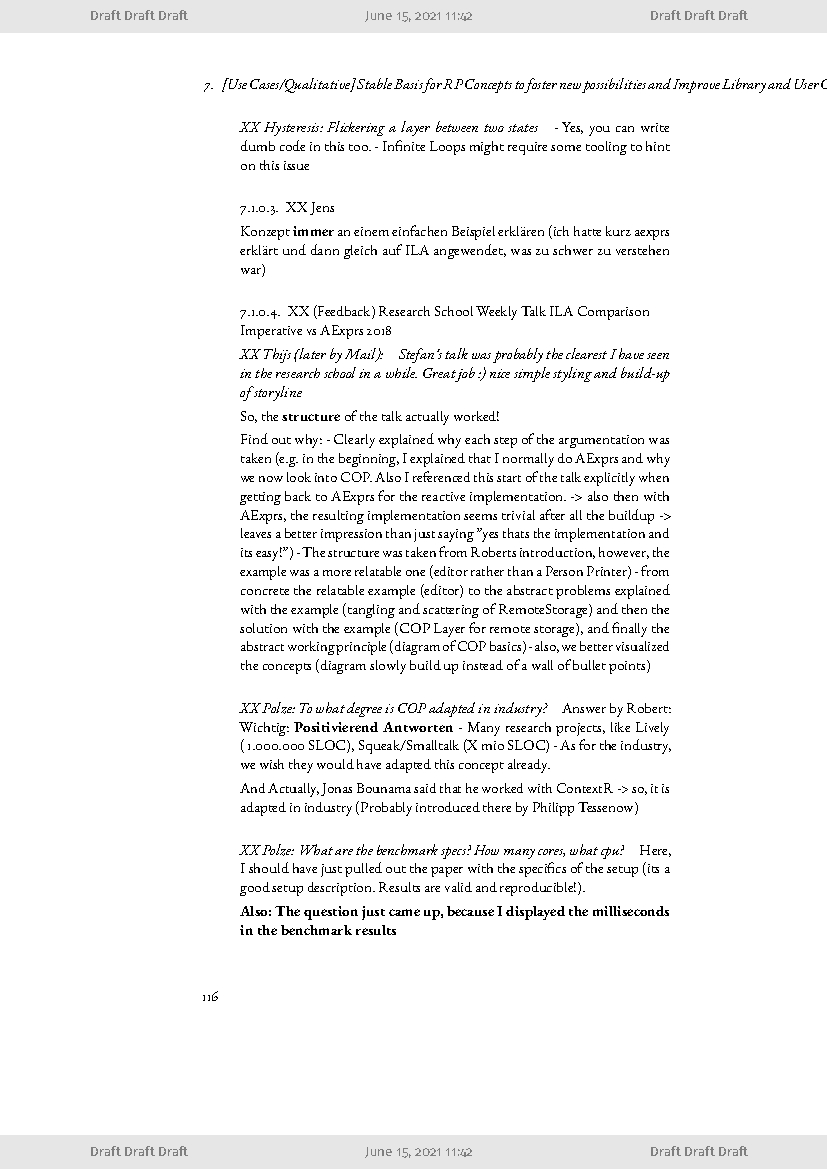 Draft Draft Draft June 15, 2021 11:42 Draft Draft Draft
7. [Use Cases/Qualitative] Stable Basis for RP Concepts to foster new possibilities and Improve Library and User C
XX Hysteresis: Flickering a layer between two states - Yes, you can write
dumb code in this too. - Infinite Loops might require some tooling to hint
on this issue
7.1.0.3. XX Jens
Konzept immer an einem einfachen Beispiel erklären (ich hatte kurz aexprs
erklärt und dann gleich auf ILA angewendet, was zu schwer zu verstehen
war)
7.1.0.4. XX (Feedback) Research School Weekly Talk ILA Comparison
Imperative vs AExprs 2018
XX Thijs (later by Mail): Stefan's talk was probably the clearest I have seen
in the research school in a while. Great job :) nice simple styling and build-up
of storyline
So, the structure of the talk actually worked!
Find out why: - Clearly explained why each step of the argumentation was
taken (e.g. in the beginning, I explained that I normally do AExprs and why
we now look into COP. Also I referenced this start of the talk explicitly when
getting back to AExprs for the reactive implementation. -> also then with
AExprs, the resulting implementation seems trivial after all the buildup ->
leaves a better impression than just saying ”yes thats the implementation and
its easy!”) - The structure was taken from Roberts introduction, however, the
example was a more relatable one (editor rather than a Person Printer) - from
concrete the relatable example (editor) to the abstract problems explained
with the example (tangling and scattering of RemoteStorage) and then the
solution with the example (COP Layer for remote storage), and finally the
abstract working principle (diagram of COP basics) - also, we better visualized
the concepts (diagram slowly build up instead of a wall of bullet points)
XX Polze: To what degree is COP adapted in industry? Answer by Robert:
Wichtig: Positivierend Antworten - Many research projects, like Lively
( 1.000.000 SLOC), Squeak/Smalltalk (X mio SLOC) - As for the industry,
we wish they would have adapted this concept already.
And Actually, Jonas Bounama said that he worked with ContextR -> so, it is
adapted in industry (Probably introduced there by Philipp Tessenow)
XX Polze: What are the benchmark specs? How many cores, what cpu? Here,
I should have just pulled out the paper with the specifics of the setup (its a
good setup description. Results are valid and reproducible!).
Also: The question just came up, because I displayed the milliseconds
in the benchmark results
116
Draft Draft Draft June 15, 2021 11:42 Draft Draft Draft